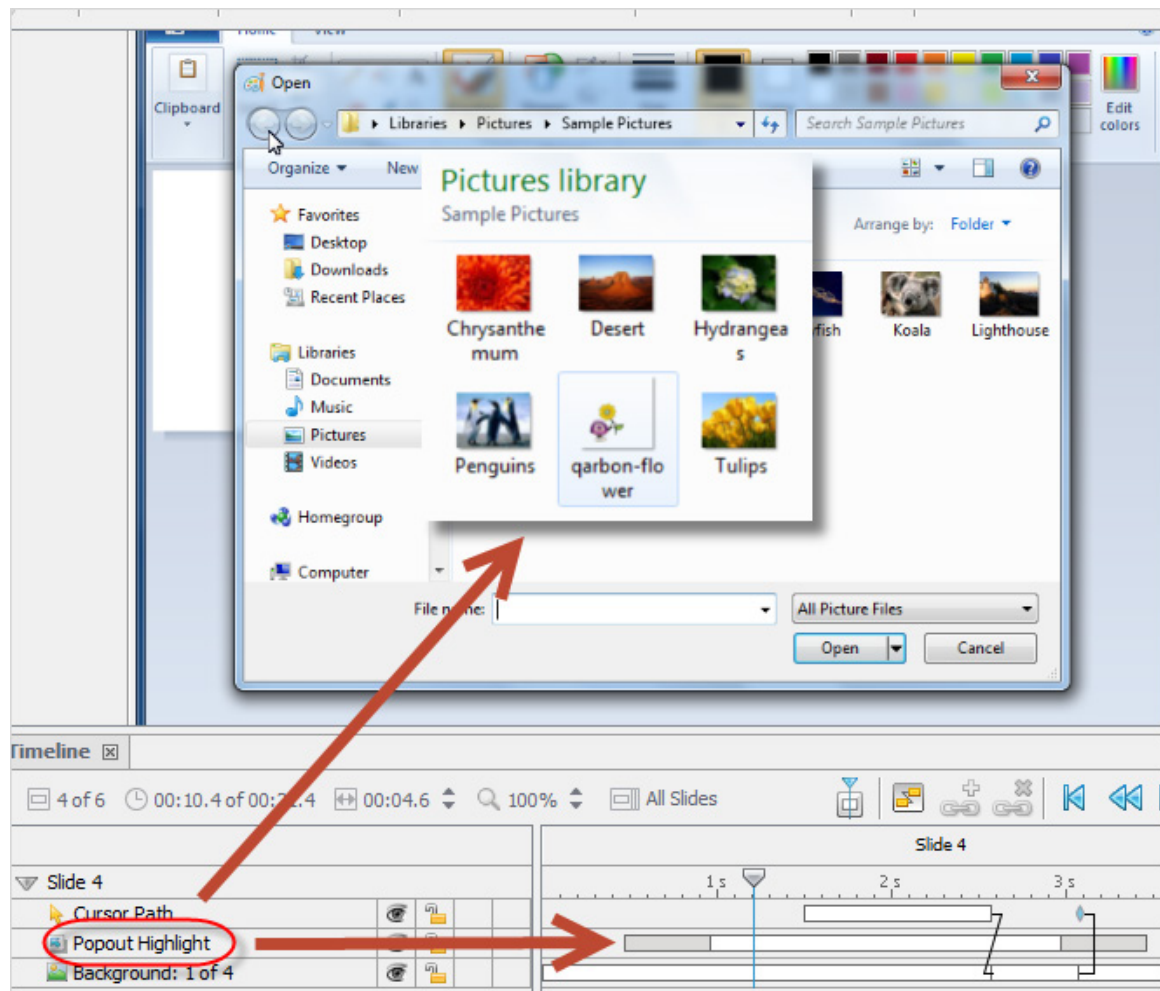 Home View
Clipboard
Edit
colors
Open
Libraries Pictures Sample Pictures
Search Sample Pictures
Organize New
Pictures library
Sample Pictures
Arrange by: Folder
Favorites
Desktop
Downloads
Recent Places
Libraries
Documents
Music
Pictures
Videos
Homegroup
Computer
Chrysanthe
mum
Desert
Hydrangea
s
Koala
Lighthouse
Penguins
qarbon-flo
wer
Tulips
File name:
All Picture Files
Open
Cancel
Timeline
4 of 6 00:10.4 of 00: .4 00:04.6 100% All Slides
Slide 4
Slide 4
1s 2s 3s
Cursor Path
Popout Highlight
Background: 1 of 4